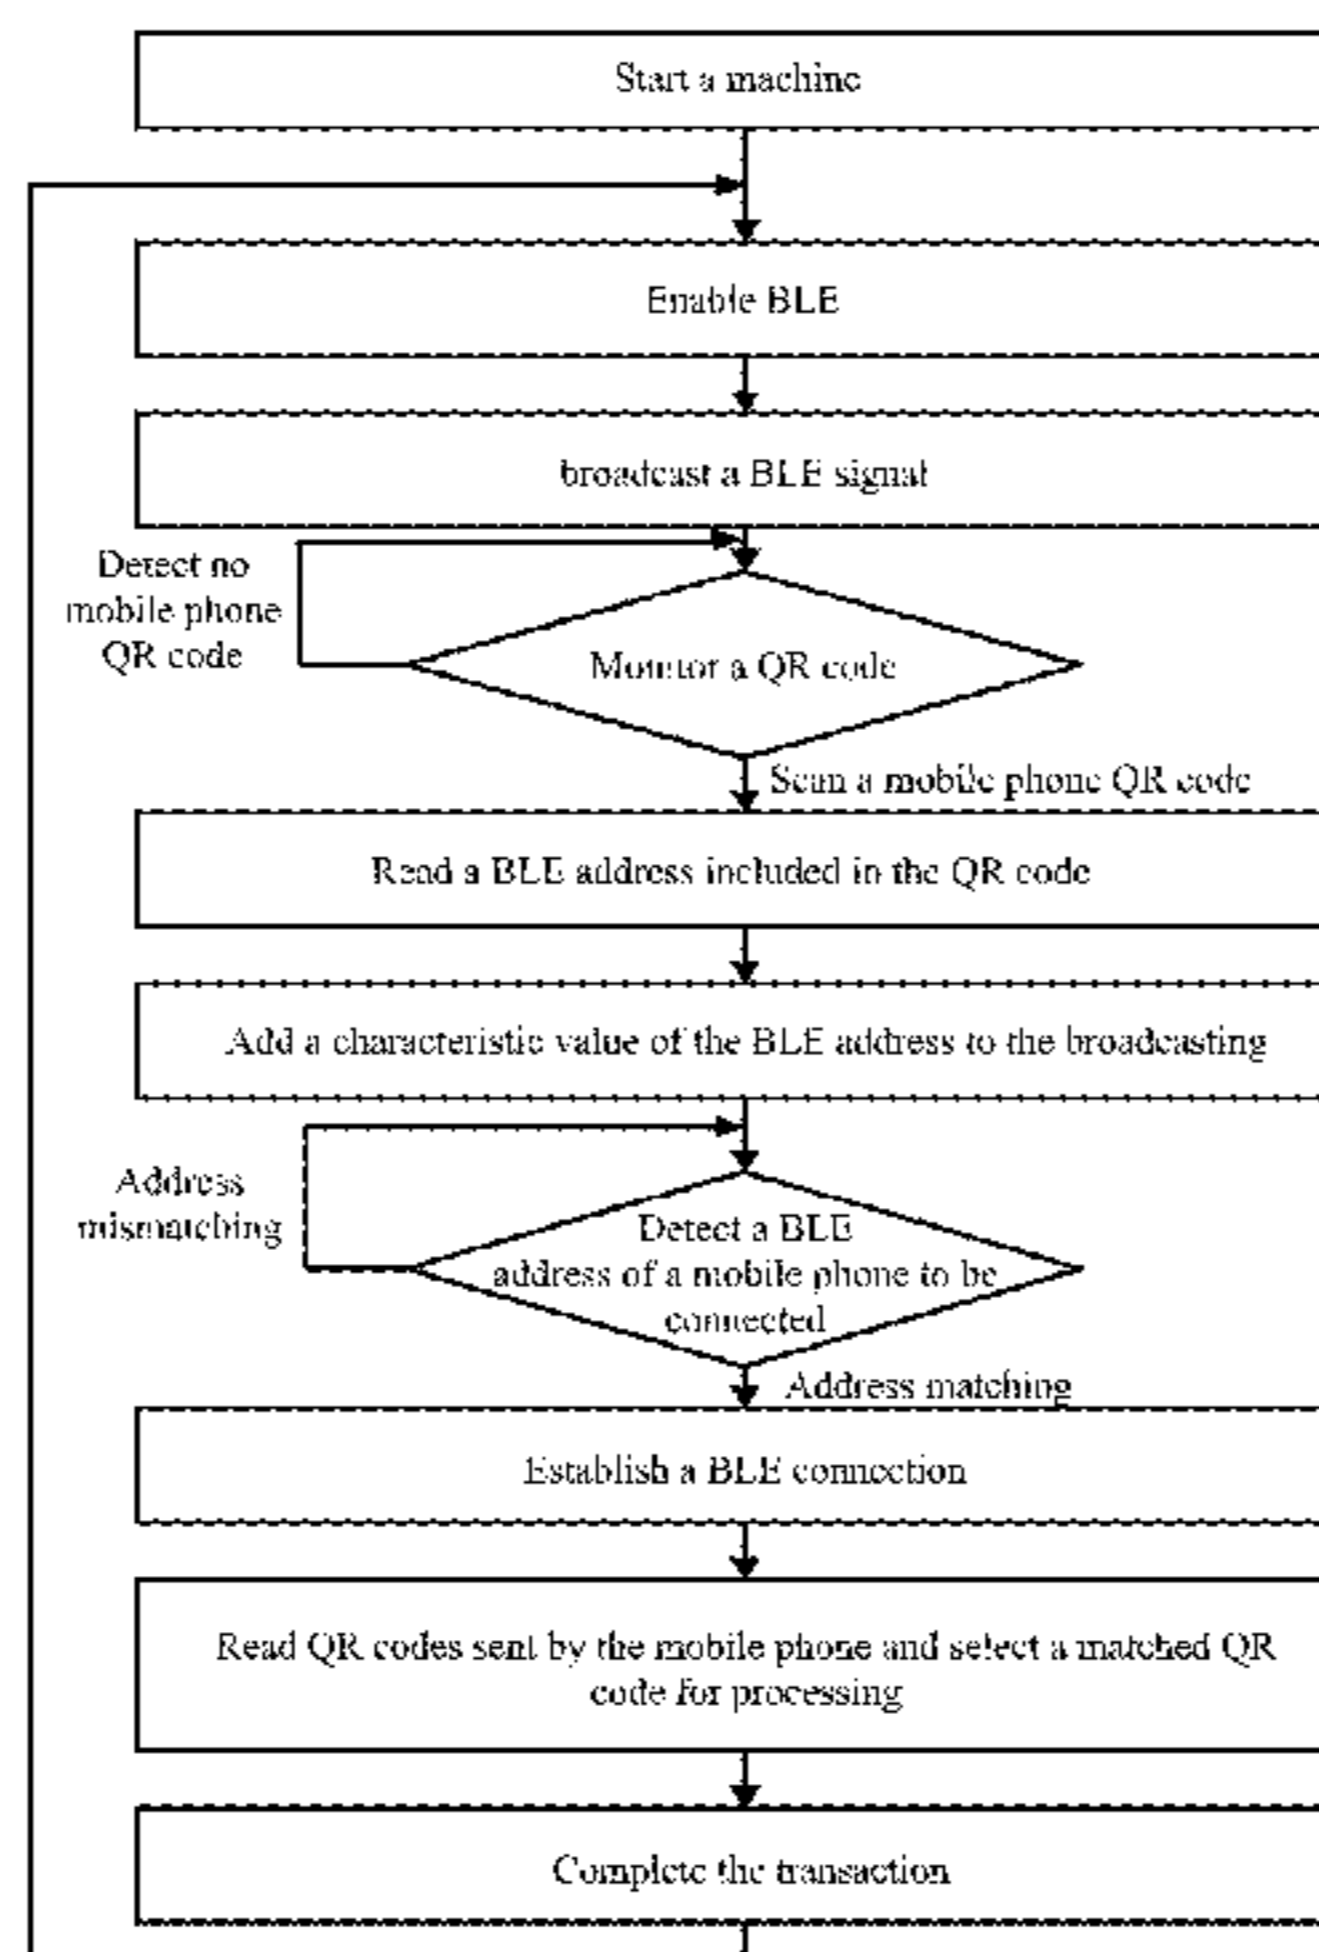 Start a machine
Enable BLE
broadcast a BLE signal
Detect no
mobile phone
QR code
Monitor a QR code
Scan a mobile phone QR code
Read a BLE address included in the QR code
Add a characteristic value of the BLE address to the broadcasting
Address
mismatching
Detect a BLE
address of a mobile phone to be
connected
Address matching
Establish a BLE connection
Read QR codes sent by the mobile phone and select a matched QR
code for processing
Complete the transaction